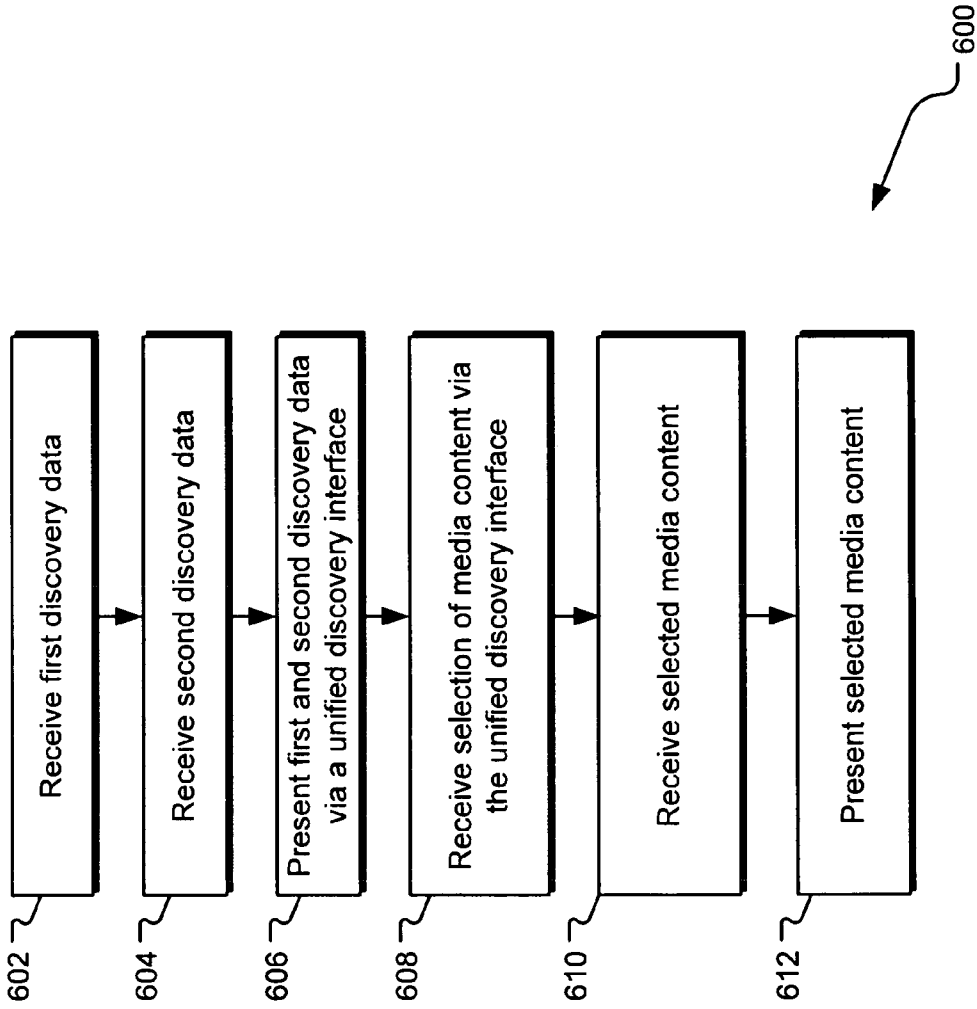 602
Receive first discovery data
604
Receive second discovery data
606
Present first and second discovery data
via a unified discovery interface
608
Receive selection of media content via
the unified discovery interface
610
Receive selected media content
612
Present selected media content
600